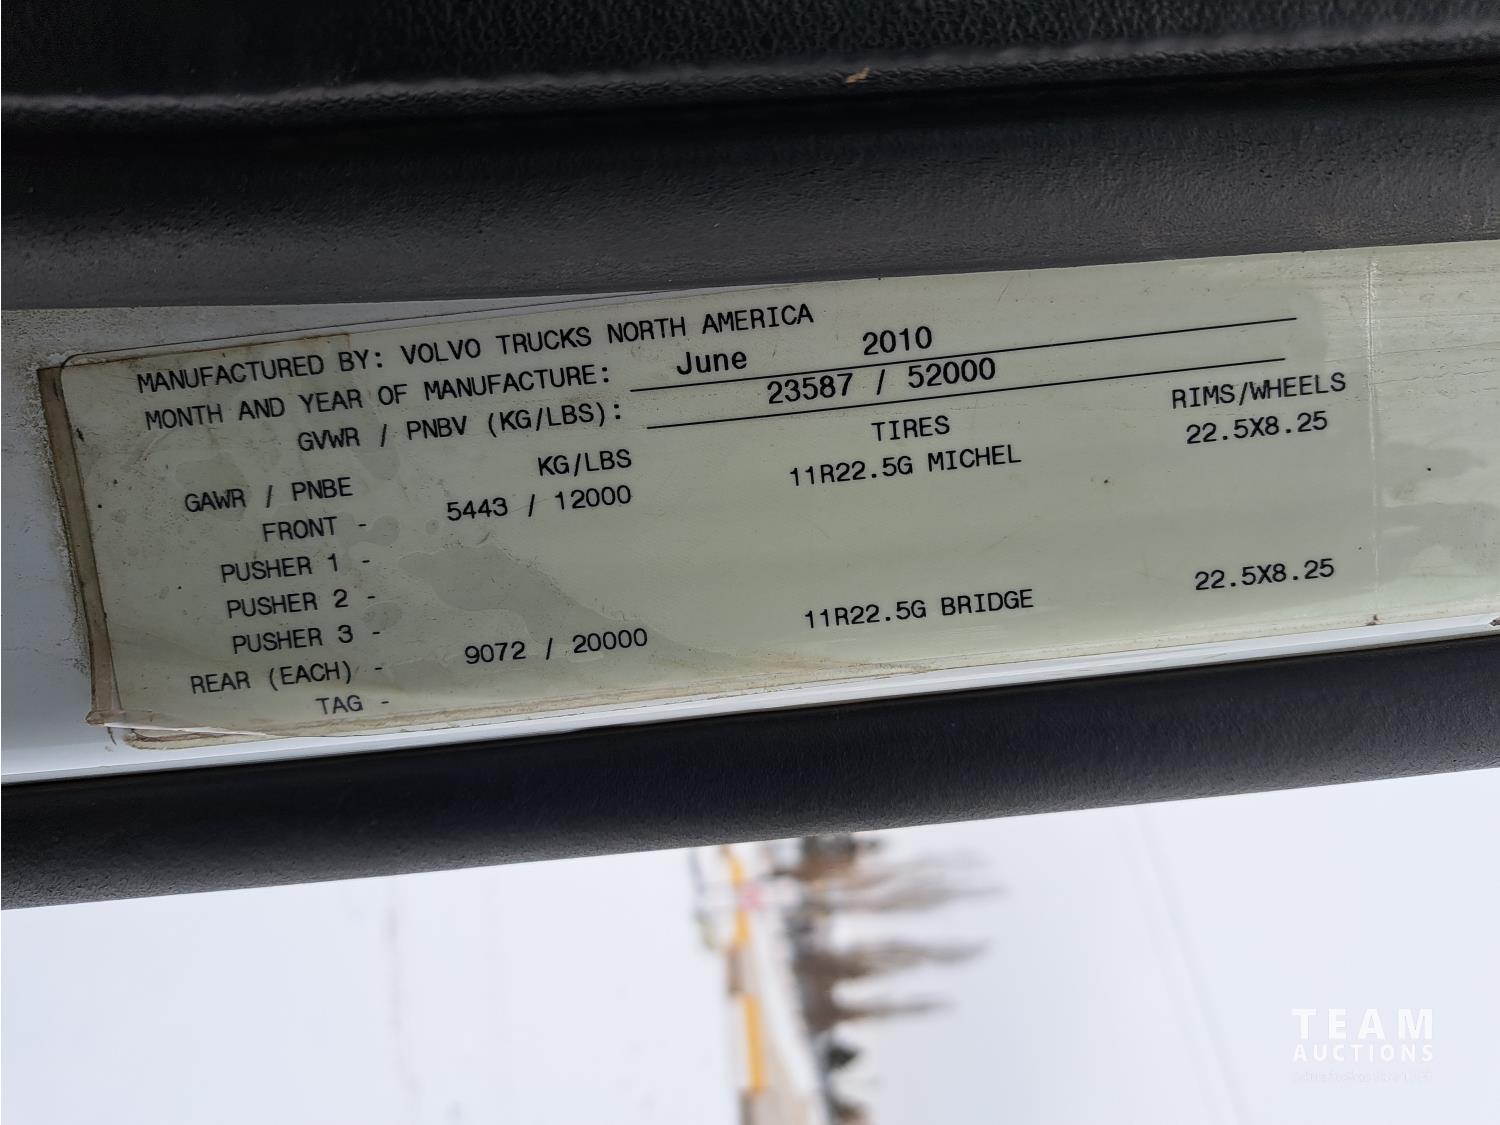 MANUFACTURED BY: VOLVO TRUCKS NORTH AMERICA
MONTH AND YEAR OF MANUFACTURE: June 2010
GVWR / PNBV (KG/LBS): 23587 / 52000
GAWR / PNBE KG/LBS TIRES RIMS/WHEELS
FRONT - 5443 / 12000 11R22.5G MICHEL 22.5X8.25
PUSHER 1 -
PUSHER 2 -
PUSHER 3 -
REAR (EACH) - 9072 / 20000 11R22.5G BRIDGE 22.5X8.25
TAG -
TEAM
AUCTIONS